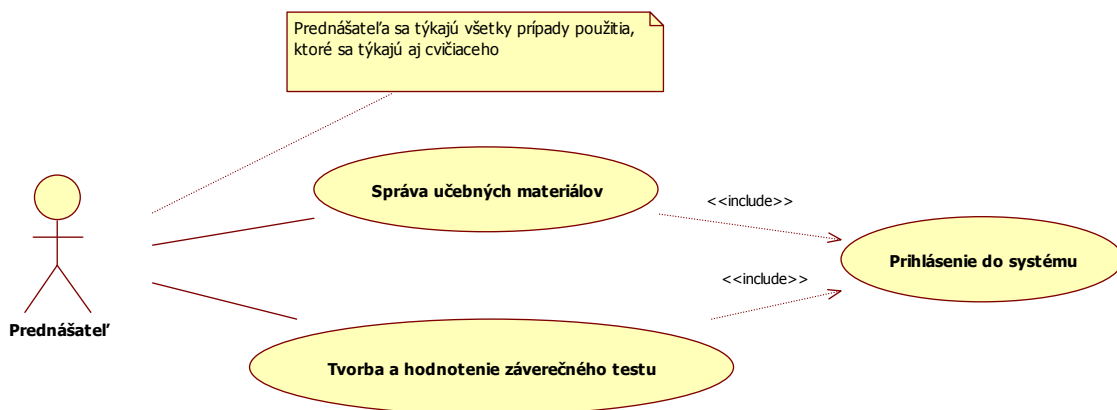 Prednášateľa sa týkajú všetky prípady použitia,
ktoré sa týkajú aj cvičiaceho
Správa učebných materiálov
<<include>>
Prihlásenie do systému
<<include>>
Prednášateľ
Tvorba a hodnotenie záverečného testu